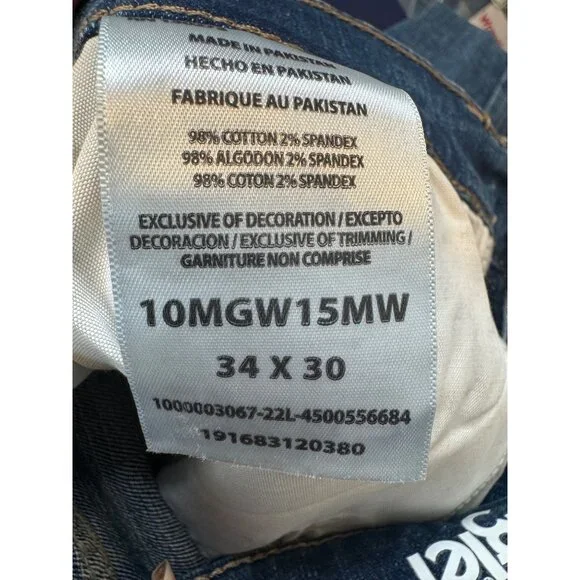 MADE IN PAKISTAN
HECHO EN PAKISTAN
FABRIQUE AU PAKISTAN
98% COTTON 2% SPANDEX
98% ALGODON 2% SPANDEX
98% COTON 2% SPANDEX
EXCLUSIVE OF DECORATION / EXCEPTO
DECORACION / EXCLUSIVE OF TRIMMING /
GARNITURE NON COMPRISE
10MGW15MW
34 X 30
1000003067-22L-4500556684
191683120380